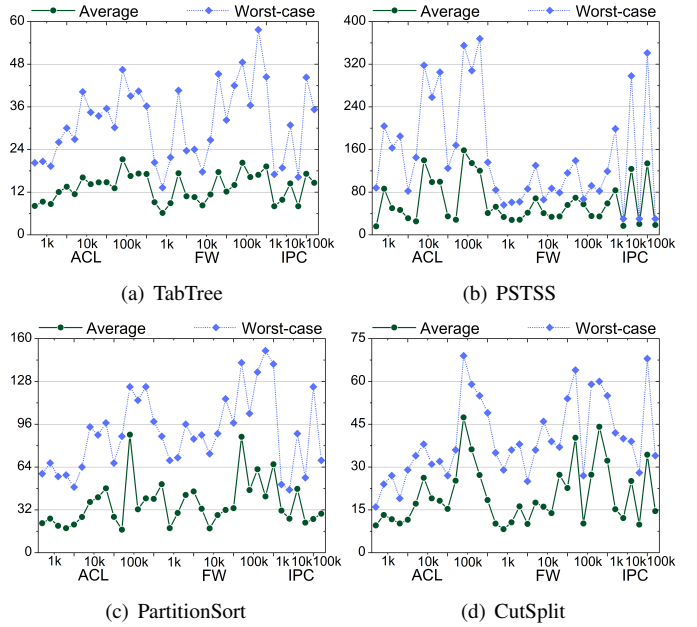 Average Worst-case
60
48
36
24
12
0
1k 10k 100k 1k 10k 100k 1k 10k 100k
ACL FW IPC
(a) TabTree
Average Worst-case
400
320
240
160
80
0
1k 10k 100k 1k 10k 100k 1k 10k 100k
ACL FW IPC
(b) PSTSS
Average Worst-case
160
128
96
64
32
0
1k 10k 100k 1k 10k 100k 1k 10k 100k
ACL FW IPC
(c) PartitionSort
Average Worst-case
75
60
45
30
15
0
1k 10k 100k 1k 10k 100k 1k 10k 100k
ACL FW IPC
(d) CutSplit